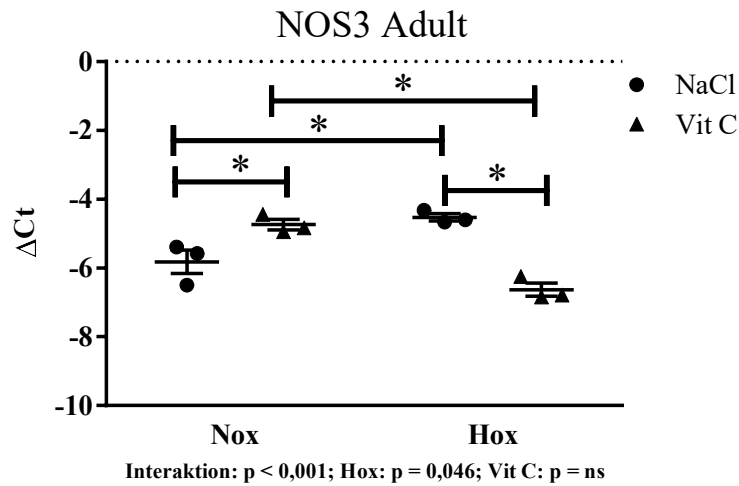 NOS3 Adult
NaCl
Vit C
*
*
*
*
ΔCt
0
-2
-4
-6
-8
-10
Nox Hox
Interaktion: p < 0,001; Hox: p = 0,046; Vit C: p = ns